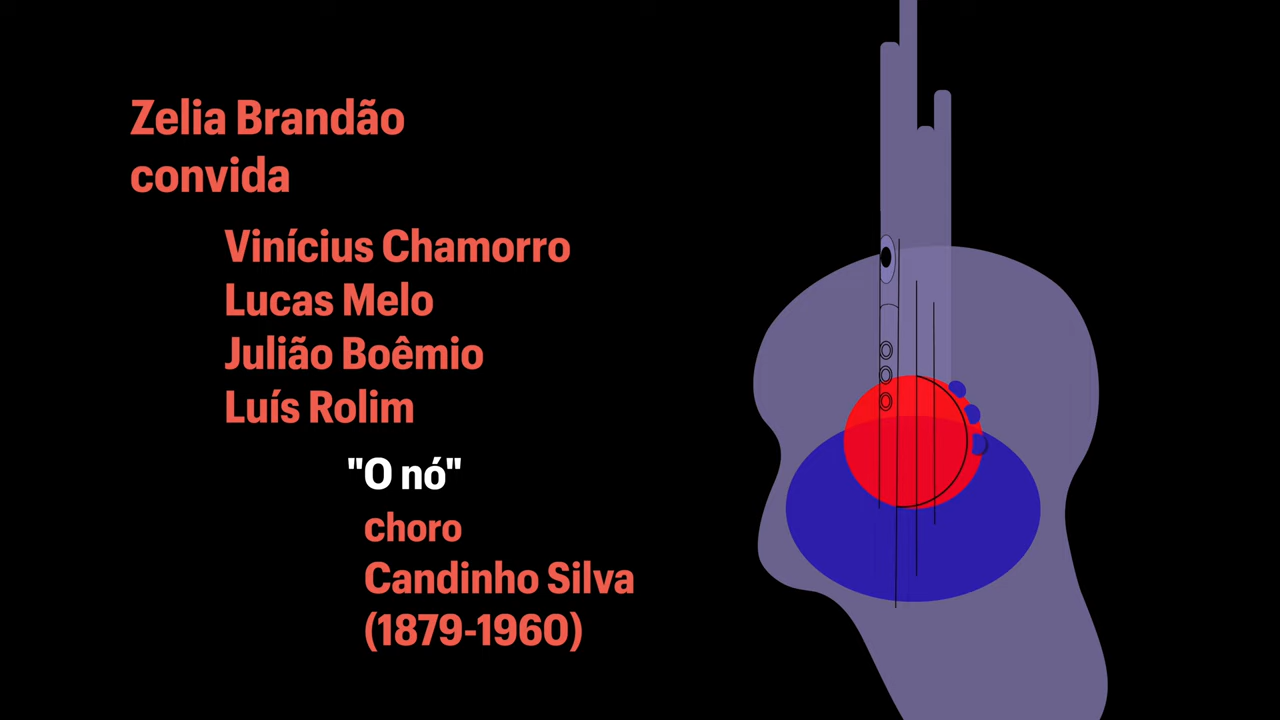 Zelia Brandão
convida
Vinícius Chamorro
Lucas Melo
Julião Boêmio
Luís Rolim
"O nó"
choro
Candinho Silva
(1879-1960)